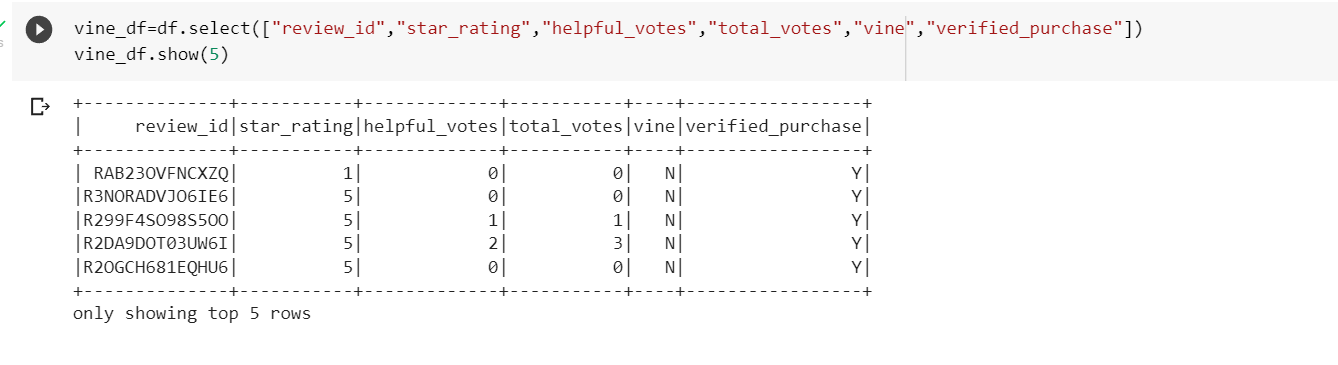 vine_df=df.select(["review_id","star_rating","helpful_votes","total_votes","vine","verified_purchase"])
vine_df.show(5)
+--------------+-----------+-------------+-----------+----+-----------------+
|     review_id|star_rating|helpful_votes|total_votes|vine|verified_purchase|
+--------------+-----------+-------------+-----------+----+-----------------+
| RAB23OVFNCXZQ|          1|            0|          0|   N|                Y|
|R3NORADVJO6IE6|          5|            0|          0|   N|                Y|
|R299F4SO98S5OO|          5|            1|          1|   N|                Y|
|R2DA9DOT03UW6I|          5|            2|          3|   N|                Y|
|R2OGCH681EQHU6|          5|            0|          0|   N|                Y|
+--------------+-----------+-------------+-----------+----+-----------------+
only showing top 5 rows